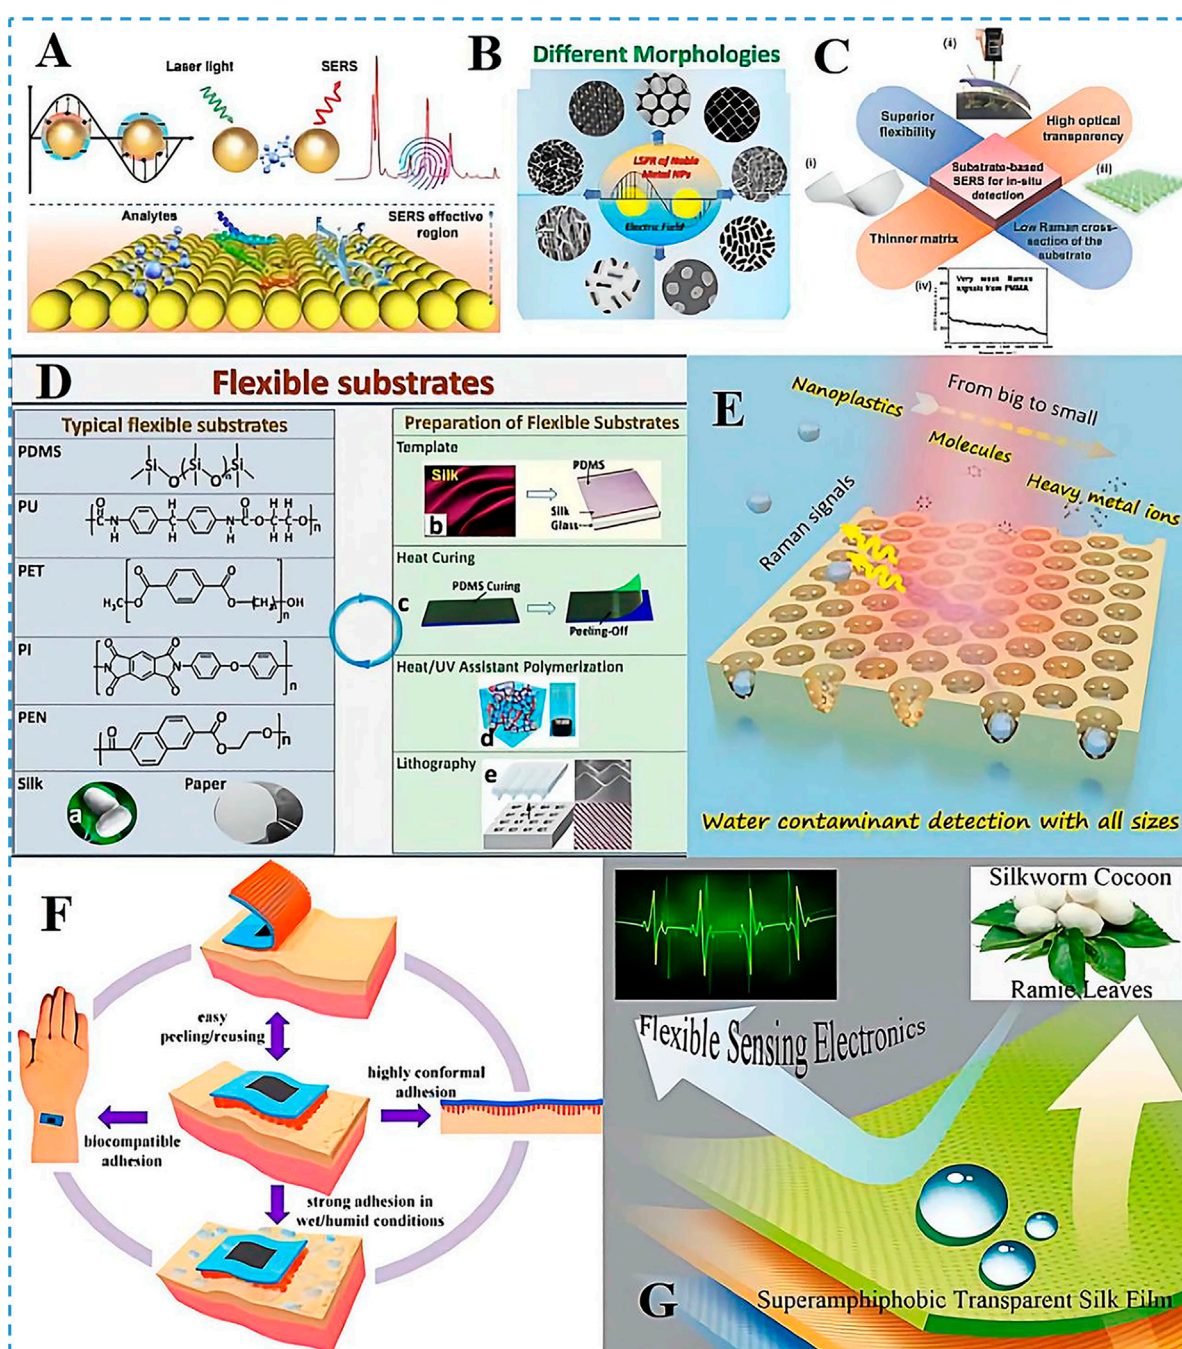 A
Laser light
SERS
Analytes
SERS effective
region
B
Different Morphologies
LSPR of Noble
Metal NPs
Electric Field
C
(ii)
Superior
flexibility
High optical
transparency
(i)
Substrate-based
SERS for in-situ
detection
(iii)
Thinner matrix
Low Raman cross-
section of the
substrate
(iv)
Very weak Raman
signals from PMMA
D
Flexible substrates
Typical flexible substrates
PDMS
Si
Si
Si
O
O
n
PU
O
C
N
H
H
C
H
N
H
O
C
O
H
H
C
C
H
H
O
n
PET
H₃C
O
O
O
O
OH
n
PI
O
O
N
N
O
O
O
n
PEN
O
O
O
O
n
Silk
Paper
a
Preparation of Flexible Substrates
Template
Silk
b
PDMS
Silk
Glass
Heat Curing
c
PDMS Curing
Peeling-Off
Heat/UV Assistant Polymerization
d
Lithography
e
E
Nanoplastics
From big to small
Molecules
Heavy metal ions
Raman signals
Water contaminant detection with all sizes
F
easy
peeling/reusing
highly conformal
adhesion
biocompatible
adhesion
strong adhesion in
wet/humid conditions
Silkworm Cocoon
Ramie Leaves
Flexible Sensing Electronics
G
Superamphiphobic Transparent Silk Film